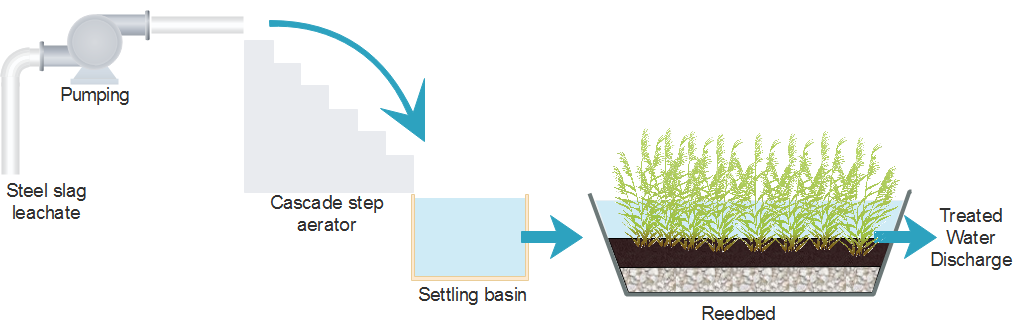 Pumping
Steel slag
leachate
Cascade step
aerator
Settling basin
Reedbed
Treated
Water
Discharge